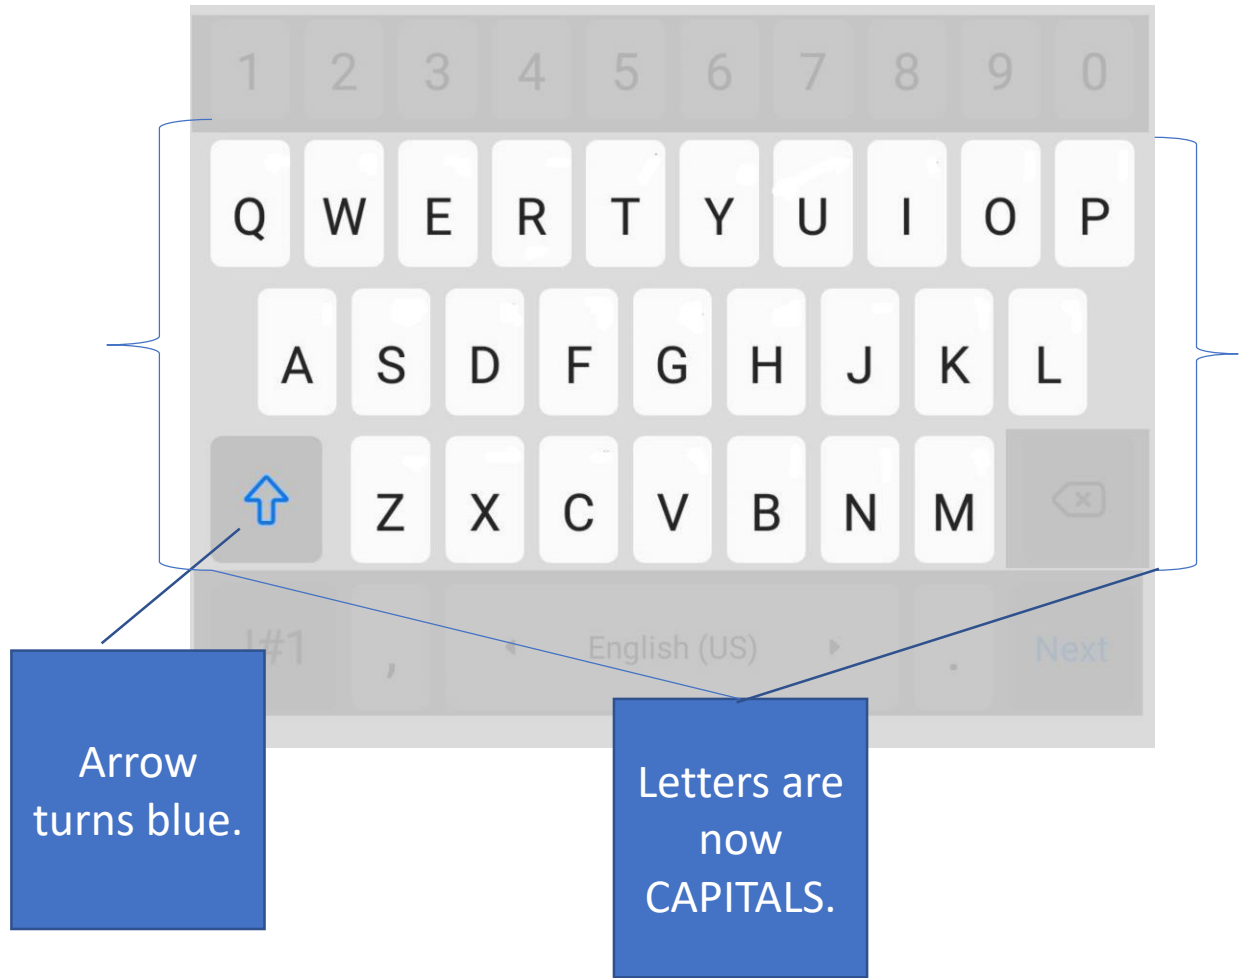 1 2 3 4 5 6 7 8 9 0
Q W E R T Y U I O P
A S D F G H J K L
Z X C V B N M
!#1 , English (US) . Next
Arrow
turns blue.
Letters are
now
CAPITALS.